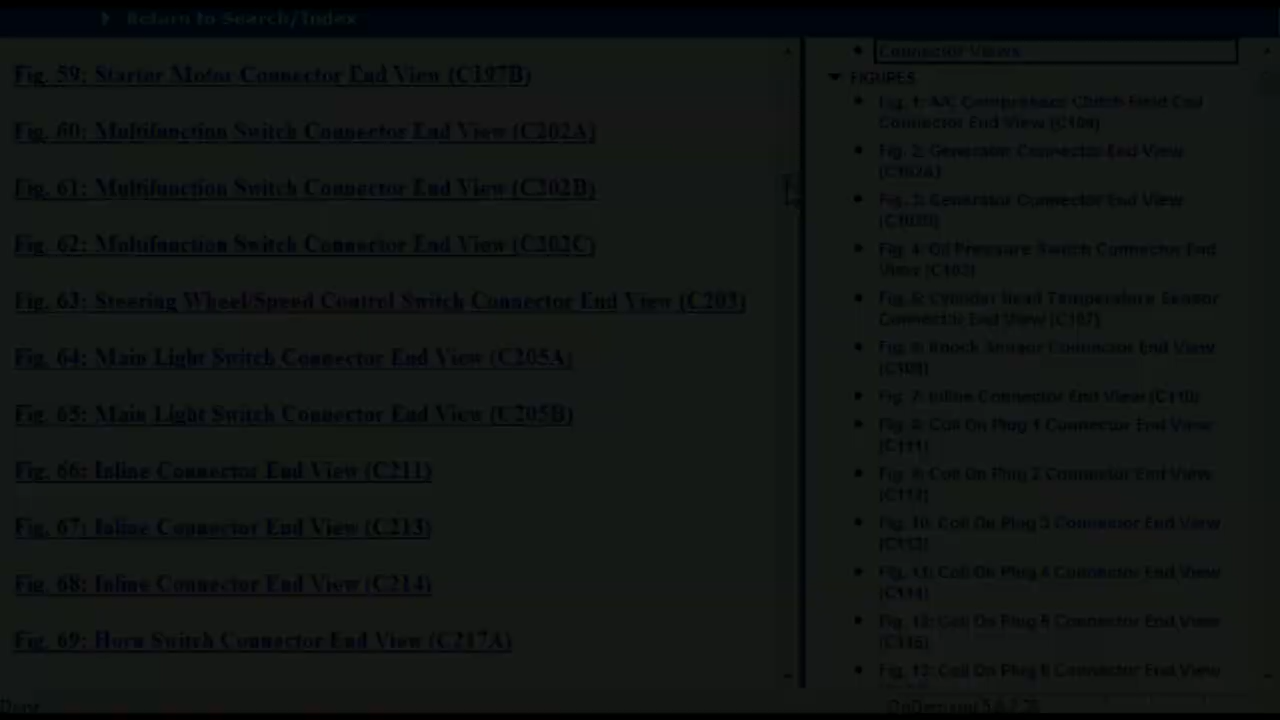 Return to Search/Index
Fig. 59: Starter Motor Connector End View (C197B)
Fig. 60: Multifunction Switch Connector End View (C202A)
Fig. 61: Multifunction Switch Connector End View (C202B)
Fig. 62: Multifunction Switch Connector End View (C202C)
Fig. 63: Steering Wheel/Speed Control Switch Connector End View (C203)
Fig. 64: Main Light Switch Connector End View (C205A)
Fig. 65: Main Light Switch Connector End View (C205B)
Fig. 66: Inline Connector End View (C211)
Fig. 67: Inline Connector End View (C213)
Fig. 68: Inline Connector End View (C214)
Fig. 69: Horn Switch Connector End View (C217A)
Done
Connector Views
FIGURES
Fig. 1: A/C Compressor Clutch Field Coil
Connector End View (C104)
Fig. 2: Generator Connector End View
(C102A)
Fig. 3: Generator Connector End View
(C102B)
Fig. 4: Oil Pressure Switch Connector End
View (C103)
Fig. 5: Cylinder Head Temperature Sensor
Connector End View (C107)
Fig. 6: Knock Sensor Connector End View
Fig. 7: Inline Connector End View (C110)
Fig. 8: Coil On Plug 1 Connector End View
(C111)
Fig. 9: Coil On Plug 2 Connector End View
(C112)
Fig. 10: Coil On Plug 3 Connector End View
(C113)
Fig. 11: Coil On Plug 4 Connector End View
(C114)
Fig. 12: Coil On Plug 5 Connector End View
(C115)
Fig. 13: Coil On Plug 6 Connector End View
OnDemand